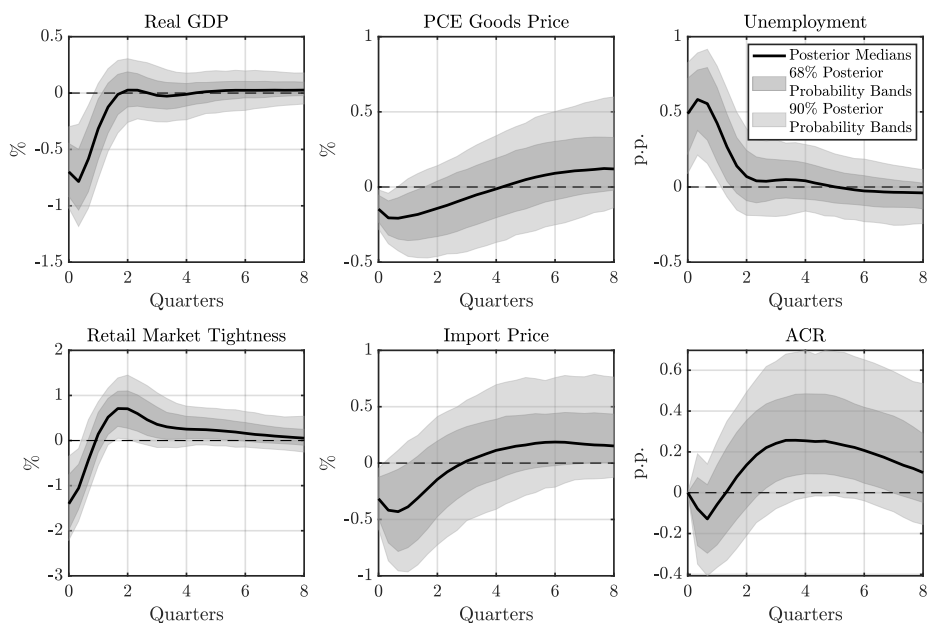 Real GDP
PCE Goods Price
Unemployment
0.5
0
-0.5
-1
-1.5
%
0 2 4 6 8
Quarters
1
0.5
0
-0.5
%
0 2 4 6 8
Quarters
1
0.5
0
-0.5
p.p.
Posterior Medians
68% Posterior
Probability Bands
90% Posterior
Probability Bands
0 2 4 6 8
Quarters
Retail Market Tightness
Import Price
ACR
2
1
0
-1
-2
-3
%
0 2 4 6 8
Quarters
1
0.5
0
-0.5
-1
%
0 2 4 6 8
Quarters
0.6
0.4
0.2
0
-0.2
-0.4
p.p.
0 2 4 6 8
Quarters